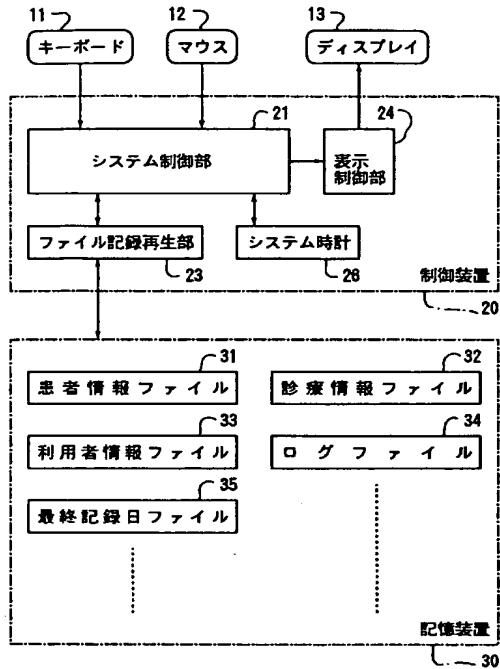 11 12 13
キーボード マウス ディスプレイ
21 24
システム制御部 表示
制御部
ファイル記録再生部 システム時計
23 26 制御装置
20
31 32
患者情報ファイル 診療情報ファイル
33 34
利用者情報ファイル ログファイル
35
最終記録日ファイル
記憶装置
30